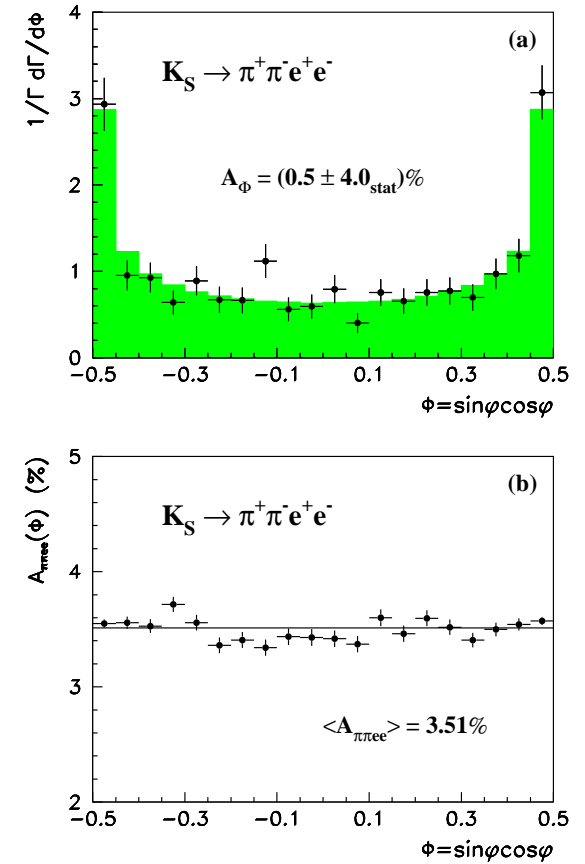 1/Γ dΓ/dΦ
4
(a)
K_S → π⁺π⁻e⁺e⁻
3
A_Φ = (0.5 ± 4.0_stat)%
2
1
0
-0.5 -0.3 -0.1 0.1 0.3 0.5
Φ=sinφcosφ
A_ππee(Φ) (%)
5
(b)
K_S → π⁺π⁻e⁺e⁻
4
3
<A_ππee> = 3.51%
2
-0.5 -0.3 -0.1 0.1 0.3 0.5
Φ=sinφcosφ